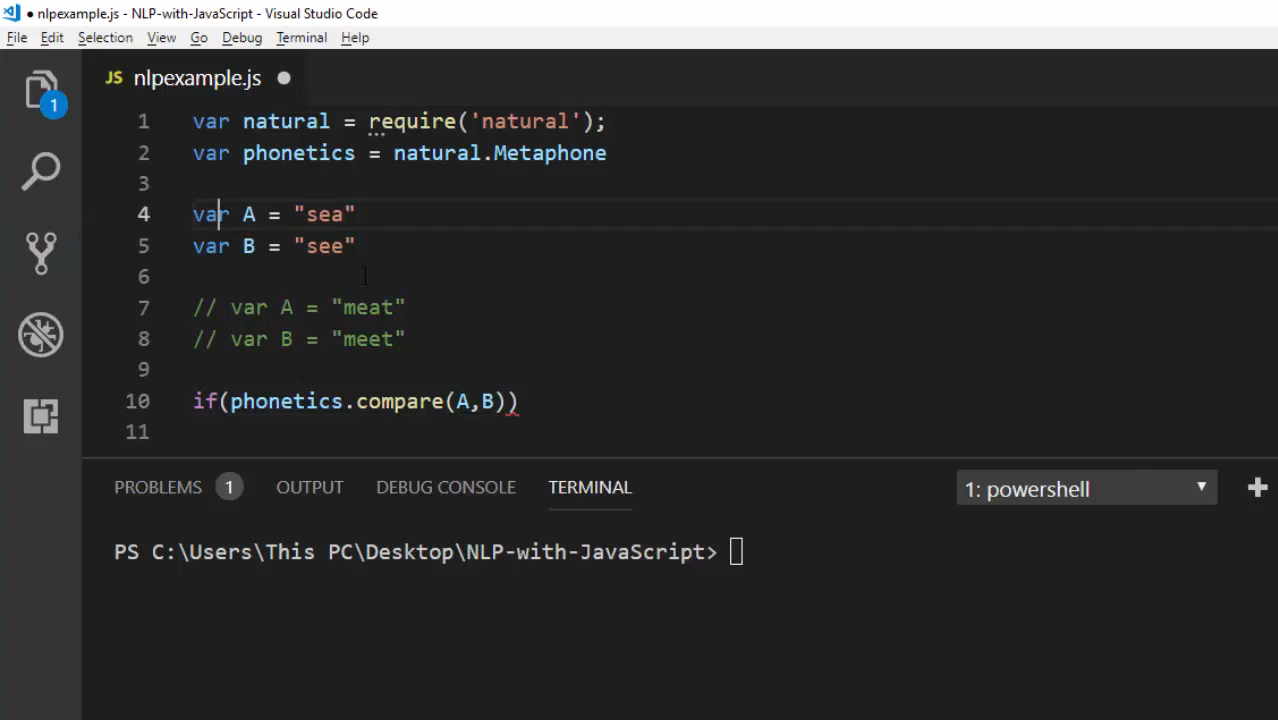 ● nlpexample.js - NLP-with-JavaScript - Visual Studio Code
File Edit Selection View Go Debug Terminal Help
1
JS nlpexample.js ●
1 var natural = require('natural');
2 var phonetics = natural.Metaphone
3
4 var A = "sea"
5 var B = "see"
6
7 // var A = "meat"
8 // var B = "meet"
9
10 if(phonetics.compare(A,B))
11
PROBLEMS 1 OUTPUT DEBUG CONSOLE TERMINAL 1: powershell
PS C:\Users\This PC\Desktop\NLP-with-JavaScript>